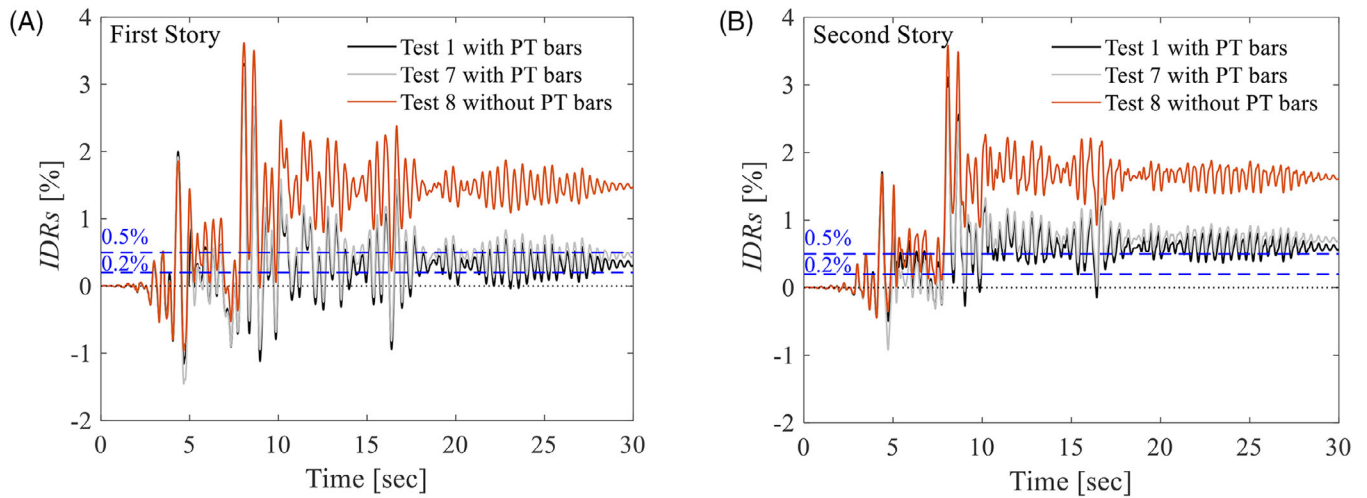 (A)
First Story
Test 1 with PT bars
Test 7 with PT bars
Test 8 without PT bars
IDRs [%]
4
3
2
1
0
-1
-2
0.5%
0.2%
0 5 10 15 20 25 30
Time [sec]
(B)
Second Story
Test 1 with PT bars
Test 7 with PT bars
Test 8 without PT bars
IDRs [%]
4
3
2
1
0
-1
-2
0.5%
0.2%
0 5 10 15 20 25 30
Time [sec]